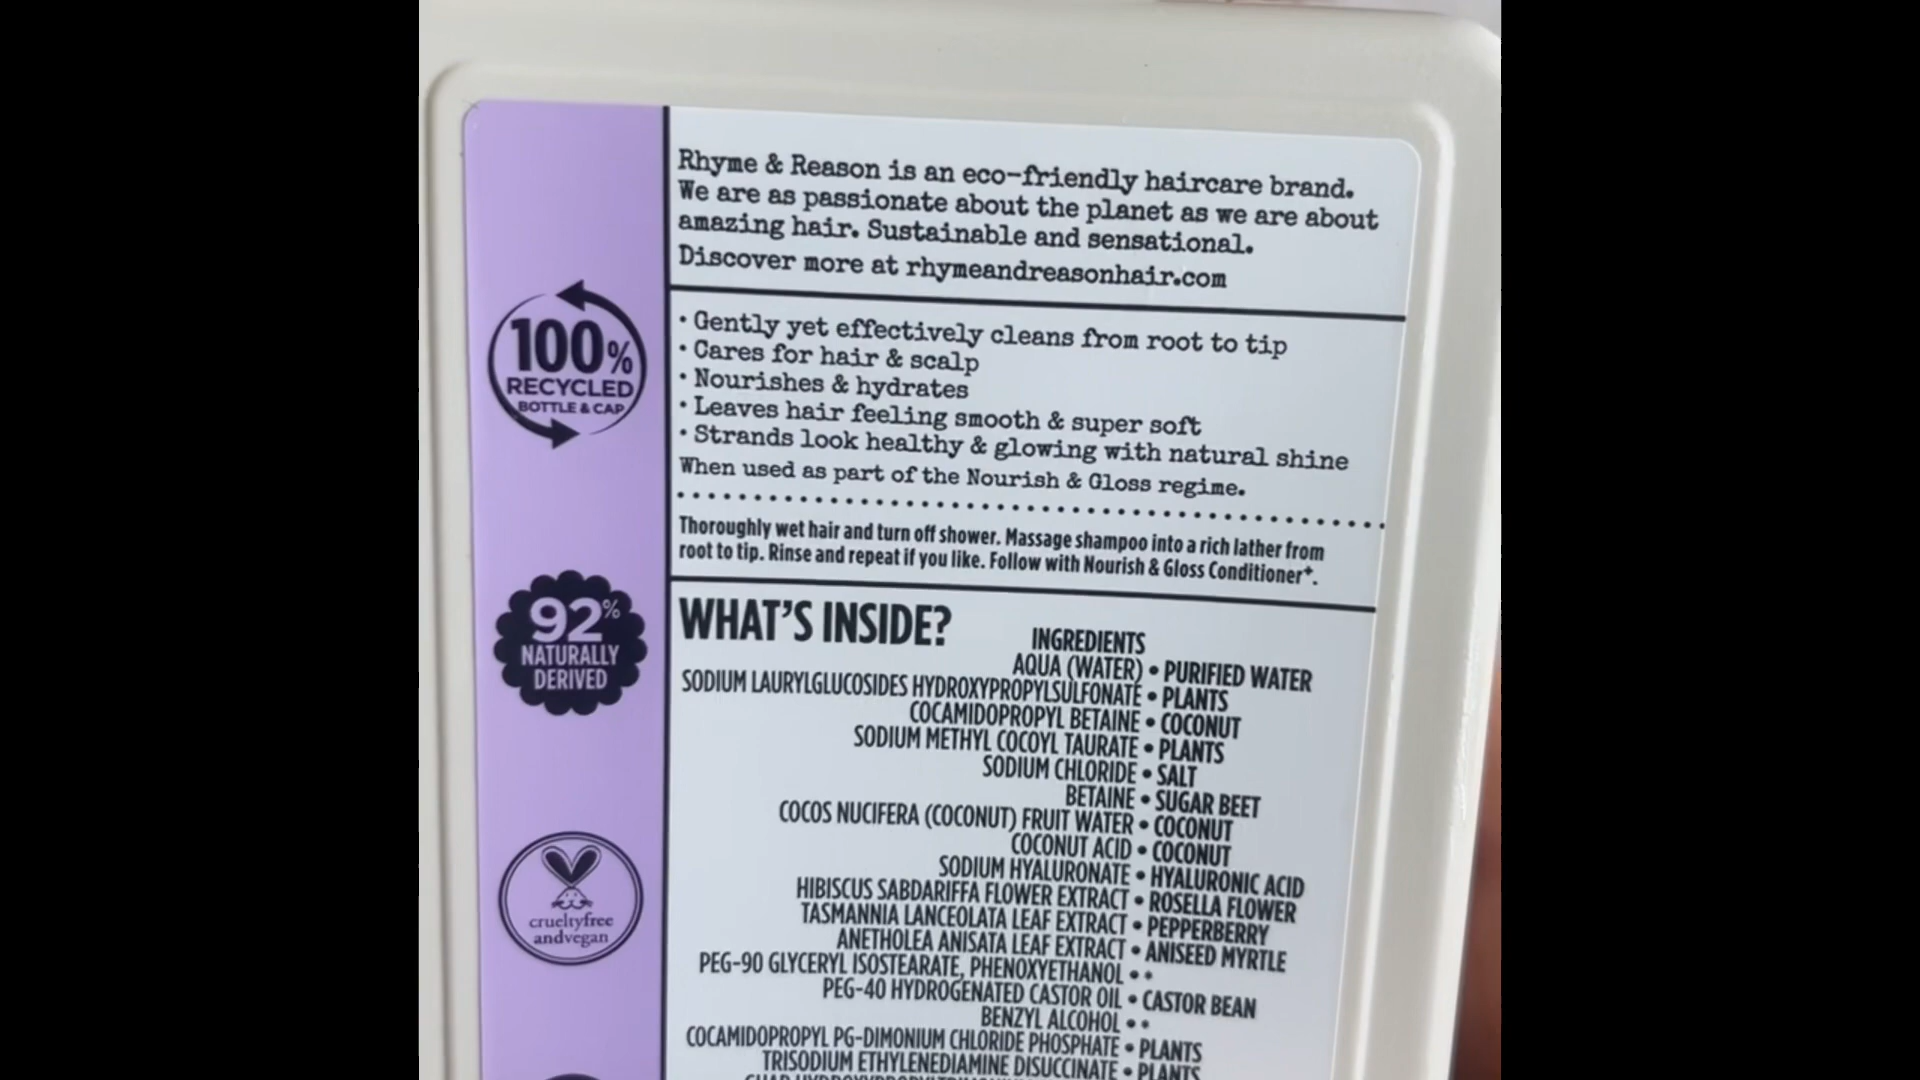 Rhyme & Reason is an eco-friendly haircare brand.
We are as passionate about the planet as we are about
amazing hair. Sustainable and sensational.
Discover more at rhymeandreasonhair.com
• Gently yet effectively cleans from root to tip
• Cares for hair & scalp
• Nourishes & hydrates
• Leaves hair feeling smooth & super soft
• Strands look healthy & glowing with natural shine
When used as part of the Nourish & Gloss regime.
Thoroughly wet hair and turn off shower. Massage shampoo into a rich lather from
root to tip. Rinse and repeat if you like. Follow with Nourish & Gloss Conditioner+.
WHAT'S INSIDE?
INGREDIENTS
AQUA (WATER) • PURIFIED WATER
SODIUM LAURYLGLUCOSIDES HYDROXYPROPYLSULFONATE • PLANTS
COCAMIDOPROPYL BETAINE • COCONUT
SODIUM METHYL COCOYL TAURATE • PLANTS
SODIUM CHLORIDE • SALT
BETAINE • SUGAR BEET
COCOS NUCIFERA (COCONUT) FRUIT WATER • COCONUT
COCONUT ACID • COCONUT
SODIUM HYALURONATE • HYALURONIC ACID
HIBISCUS SABDARIFFA FLOWER EXTRACT • ROSELLA FLOWER
TASMANNIA LANCEOLATA LEAF EXTRACT • PEPPERBERRY
ANETHOLEA ANISATA LEAF EXTRACT • ANISEED MYRTLE
PEG-90 GLYCERYL ISOSTEARATE, PHENOXYETHANOL ••
PEG-40 HYDROGENATED CASTOR OIL • CASTOR BEAN
BENZYL ALCOHOL ••
COCAMIDOPROPYL PG-DIMONIUM CHLORIDE PHOSPHATE • PLANTS
TRISODIUM ETHYLENEDIAMINE DISUCCINATE • PLANTS
100%
RECYCLED
BOTTLE & CAP
92%
NATURALLY
DERIVED
crueltyfree
andvegan